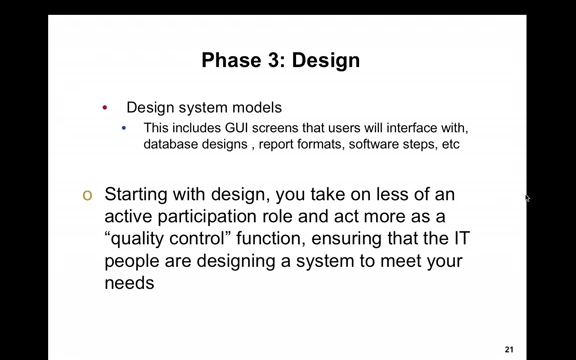 Phase 3: Design
• Design system models
• This includes GUI screens that users will interface with,
database designs , report formats, software steps, etc
o Starting with design, you take on less of an
active participation role and act more as a
“quality control” function, ensuring that the IT
people are designing a system to meet your
needs
21